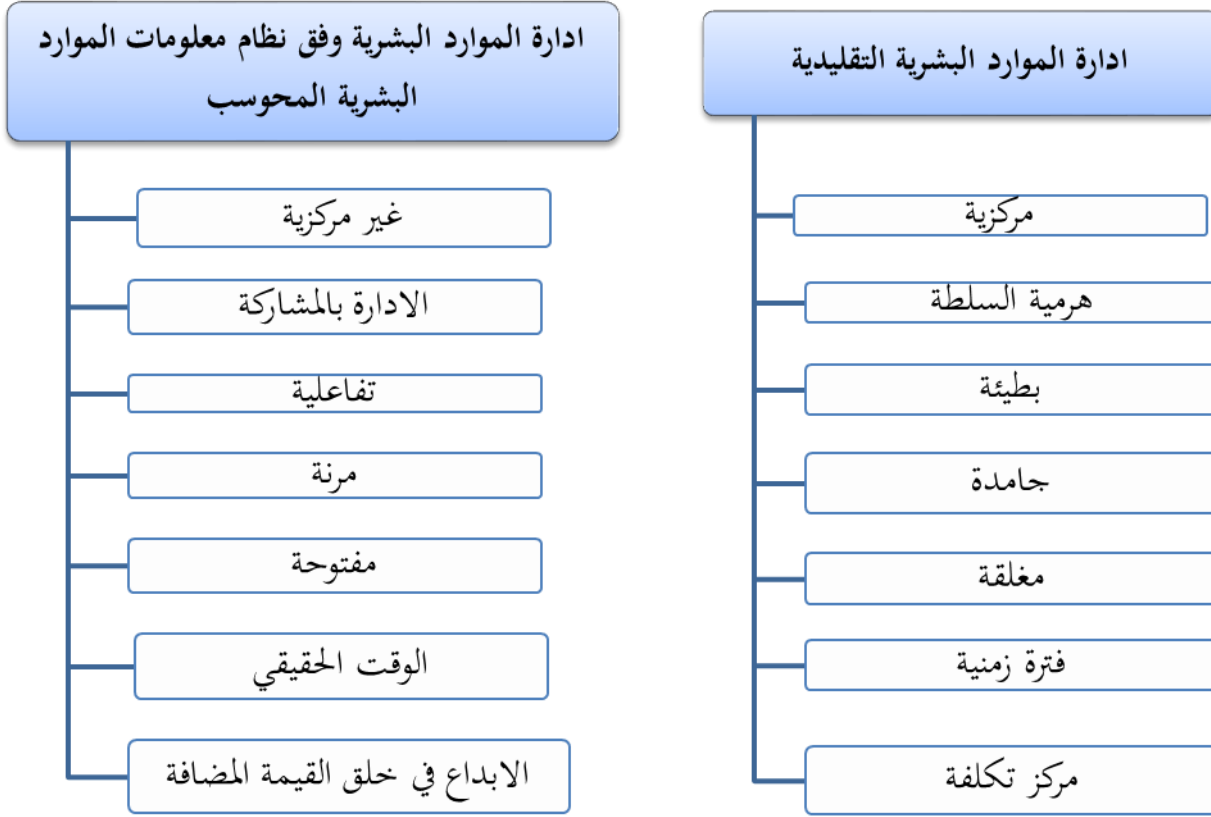 ادارة الموارد البشرية التقليدية
مركزية
هرمية السلطة
بطيئة
جامدة
مغلقة
فترة زمنية
مركز تكلفة
ادارة الموارد البشرية وفق نظام معلومات الموارد
البشرية المحوسب
غير مركزية
الادارة بالمشاركة
تفاعلية
مرنة
مفتوحة
الوقت الحقيقي
الابداع في خلق القيمة المضافة